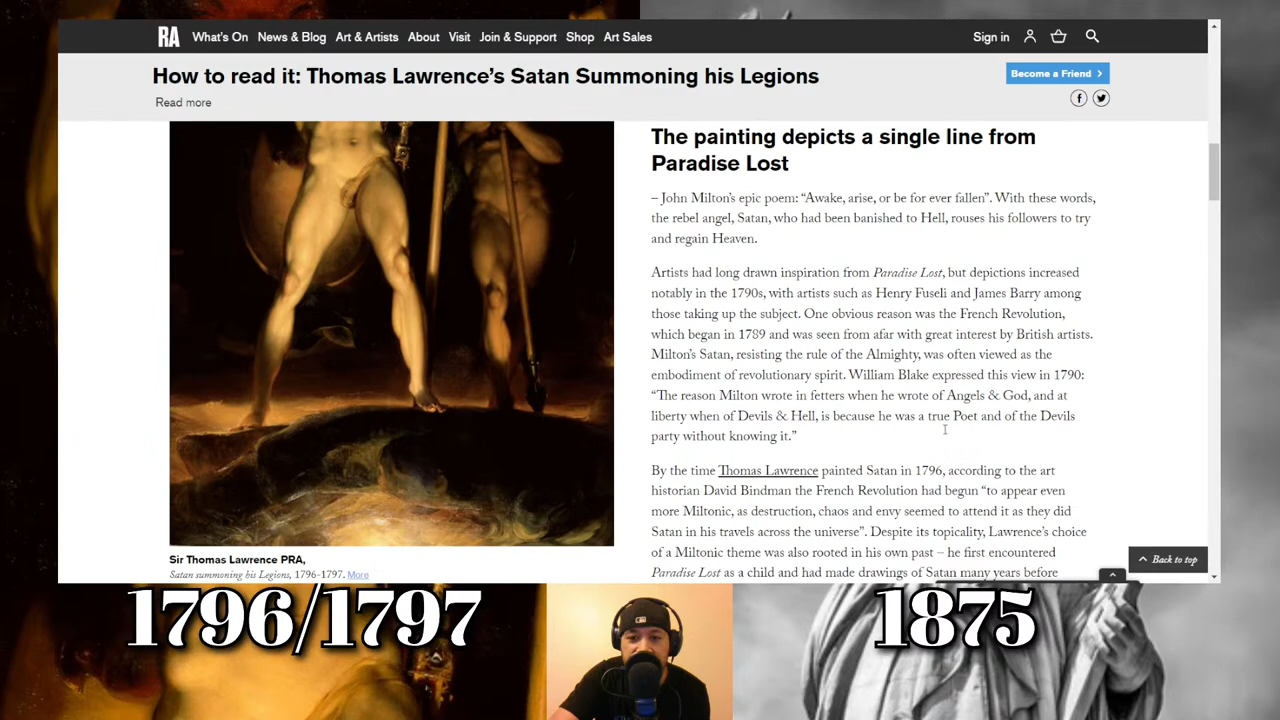 RA What's On News & Blog Art & Artists About Visit Join & Support Shop Art Sales Sign in
How to read it: Thomas Lawrence's Satan Summoning his Legions
Become a Friend
Read more
The painting depicts a single line from
Paradise Lost
– John Milton's epic poem: “Awake, arise, or be for ever fallen”. With these words,
the rebel angel, Satan, who had been banished to Hell, rouses his followers to try
and regain Heaven.
Artists had long drawn inspiration from Paradise Lost, but depictions increased
notably in the 1790s, with artists such as Henry Fuseli and James Barry among
those taking up the subject. One obvious reason was the French Revolution,
which began in 1789 and was seen from afar with great interest by British artists.
Milton's Satan, resisting the rule of the Almighty, was often viewed as the
embodiment of revolutionary spirit. William Blake expressed this view in 1790:
“The reason Milton wrote in fetters when he wrote of Angels & God, and at
liberty when of Devils & Hell, is because he was a true Poet and of the Devils
party without knowing it.”
By the time Thomas Lawrence painted Satan in 1796, according to the art
historian David Bindman the French Revolution had begun “to appear even
more Miltonic, as destruction, chaos and envy seemed to attend it as they did
Satan in his travels across the universe”. Despite its topicality, Lawrence's choice
of a Miltonic theme was also rooted in his own past – he first encountered
Paradise Lost as a child and had made drawings of Satan many years before
Back to top
Sir Thomas Lawrence PRA,
Satan summoning his Legions, 1796-1797. More
1796/1797
1875